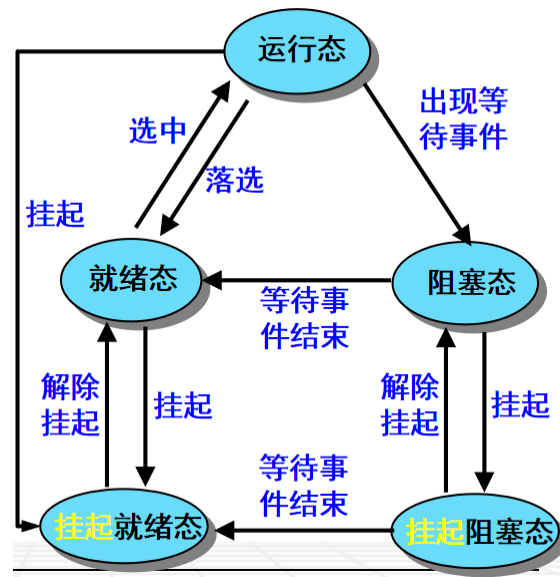 运行态
出现等
待事件
选中
落选
挂起
就绪态
阻塞态
等待事
件结束
解除
挂起
挂起
解除
挂起
挂起
等待事
件结束
挂起就绪态
挂起阻塞态